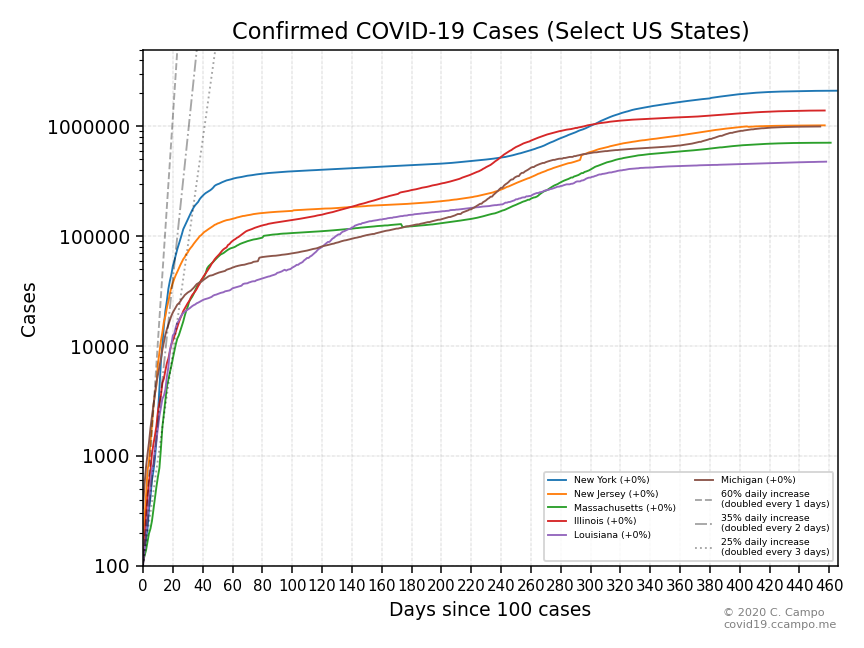 Confirmed COVID-19 Cases (Select US States)
1000000
100000
10000
1000
100
Cases
New York (+0%)
New Jersey (+0%)
Massachusetts (+0%)
Illinois (+0%)
Louisiana (+0%)
Michigan (+0%)
60% daily increase
(doubled every 1 days)
35% daily increase
(doubled every 2 days)
25% daily increase
(doubled every 3 days)
0 20 40 60 80 100 120 140 160 180 200 220 240 260 280 300 320 340 360 380 400 420 440 460
Days since 100 cases
© 2020 C. Campo
covid19.ccampo.me